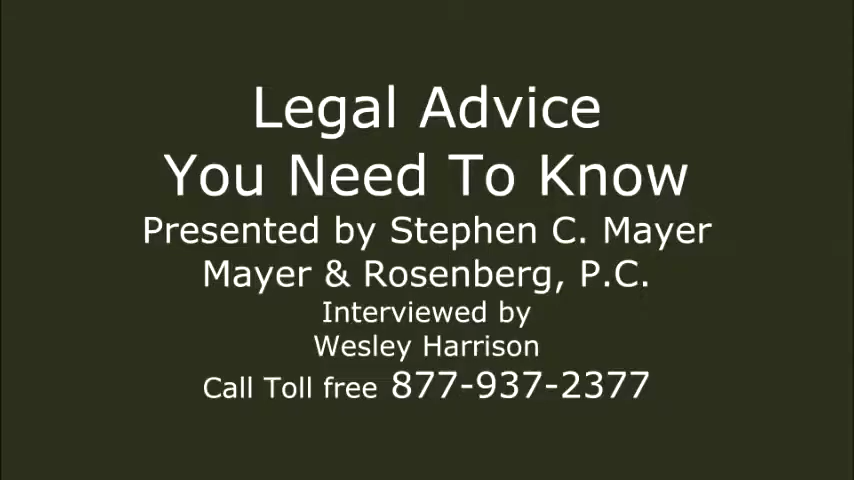 Legal Advice
You Need To Know
Presented by Stephen C. Mayer
Mayer & Rosenberg, P.C.
Interviewed by
Wesley Harrison
Call Toll free 877-937-2377